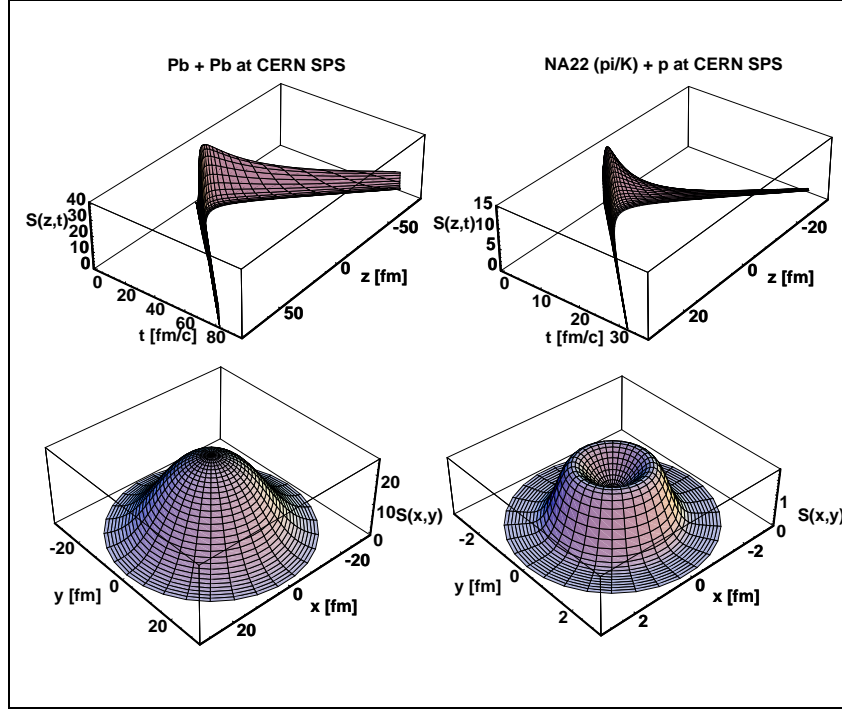 Pb + Pb at CERN SPS
NA22 (pi/K) + p at CERN SPS
40
30
20
10
0
S(z,t)
0
20
40
60
80
t [fm/c]
50
0
-50
z [fm]
15
10
5
0
S(z,t)
0
10
20
30
t [fm/c]
20
0
-20
z [fm]
-20
0
20
y [fm]
20
0
-20
x [fm]
20
10
0
S(x,y)
-2
0
2
y [fm]
2
0
-2
x [fm]
1
0
S(x,y)